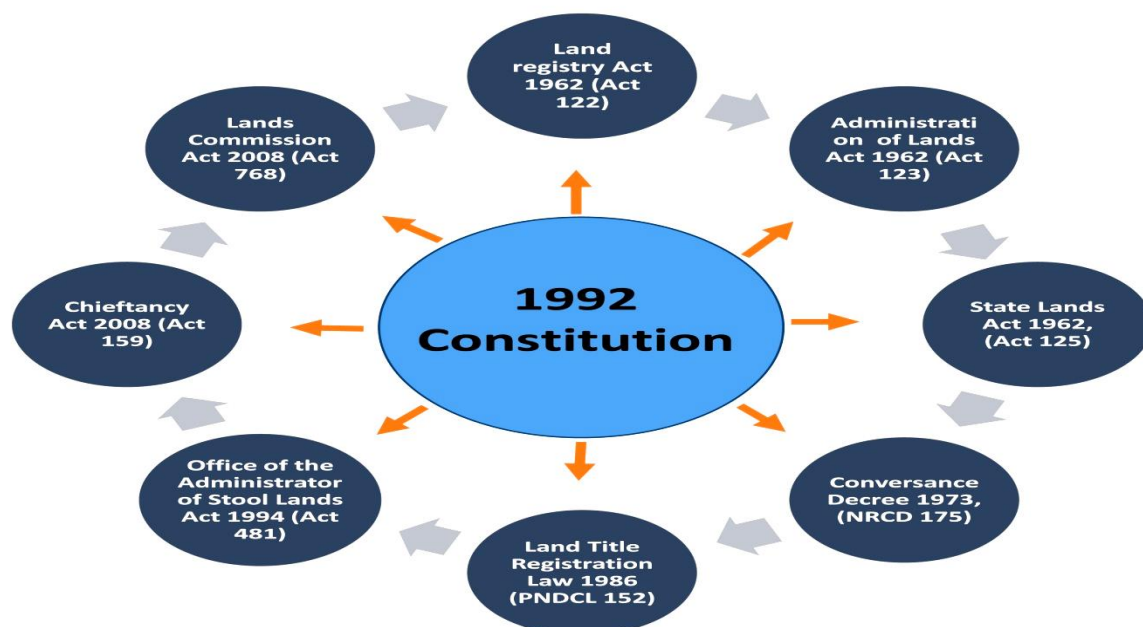 Land
registry Act
1962 (Act
122)
Administrati
on of Lands
Act 1962 (Act
123)
State Lands
Act 1962,
(Act 125)
Conversance
Decree 1973,
(NRCD 175)
Land Title
Registration
Law 1986
(PNDCL 152)
Office of the
Administrator
of Stool Lands
Act 1994 (Act
481)
Chieftancy
Act 2008 (Act
159)
Lands
Commission
Act 2008 (Act
768)
1992
Constitution